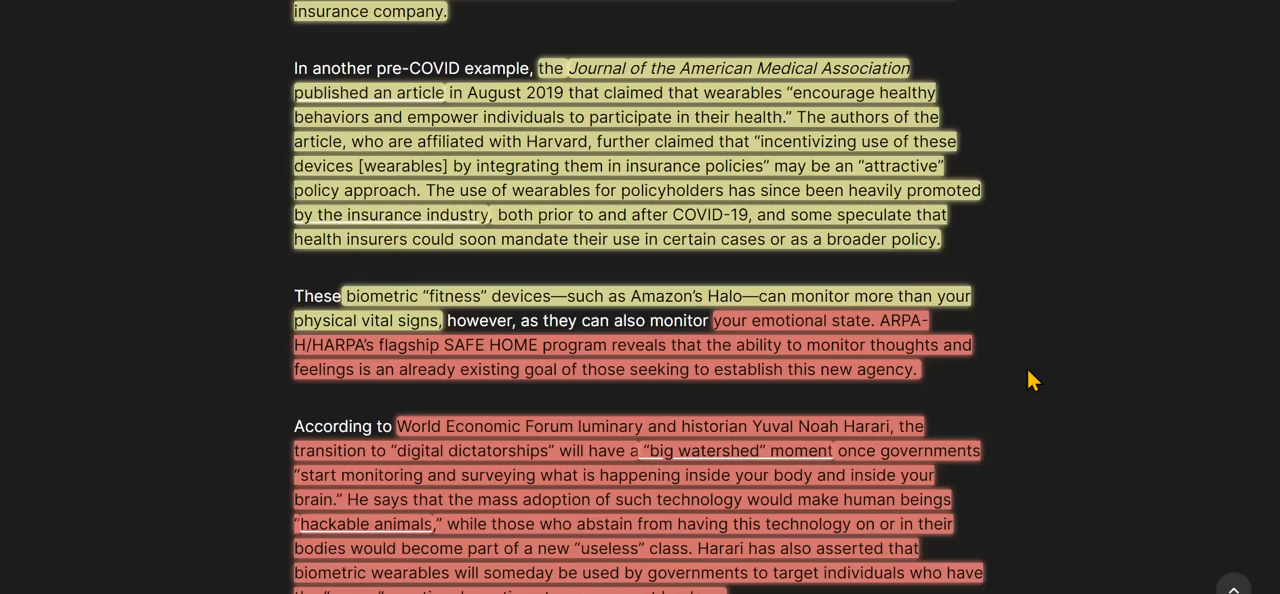 insurance company.
In another pre-COVID example, the Journal of the American Medical Association
published an article in August 2019 that claimed that wearables “encourage healthy
behaviors and empower individuals to participate in their health.” The authors of the
article, who are affiliated with Harvard, further claimed that “incentivizing use of these
devices [wearables] by integrating them in insurance policies” may be an “attractive”
policy approach. The use of wearables for policyholders has since been heavily promoted
by the insurance industry, both prior to and after COVID-19, and some speculate that
health insurers could soon mandate their use in certain cases or as a broader policy.
These biometric “fitness” devices—such as Amazon’s Halo—can monitor more than your
physical vital signs, however, as they can also monitor your emotional state. ARPA-
H/HARPA’s flagship SAFE HOME program reveals that the ability to monitor thoughts and
feelings is an already existing goal of those seeking to establish this new agency.
According to World Economic Forum luminary and historian Yuval Noah Harari, the
transition to “digital dictatorships” will have a “big watershed” moment once governments
“start monitoring and surveying what is happening inside your body and inside your
brain.” He says that the mass adoption of such technology would make human beings
“hackable animals,” while those who abstain from having this technology on or in their
bodies would become part of a new “useless” class. Harari has also asserted that
biometric wearables will someday be used by governments to target individuals who have